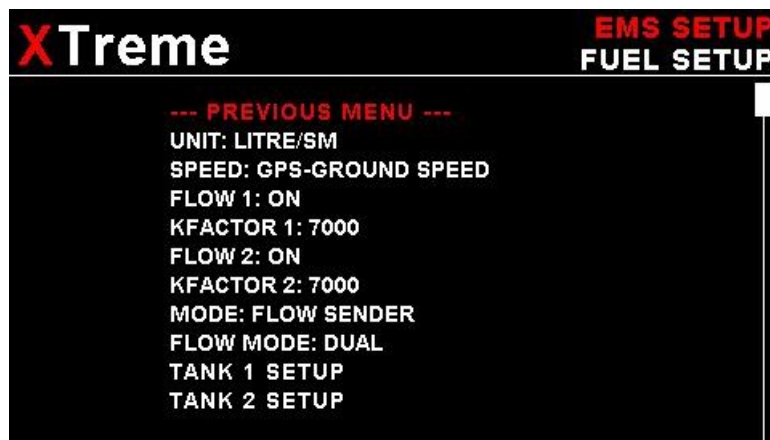 XTreme
EMS SETUP
FUEL SETUP
--- PREVIOUS MENU ---
UNIT: LITRE/SM
SPEED: GPS-GROUND SPEED
FLOW 1: ON
KFACTOR 1: 7000
FLOW 2: ON
KFACTOR 2: 7000
MODE: FLOW SENDER
FLOW MODE: DUAL
TANK 1 SETUP
TANK 2 SETUP